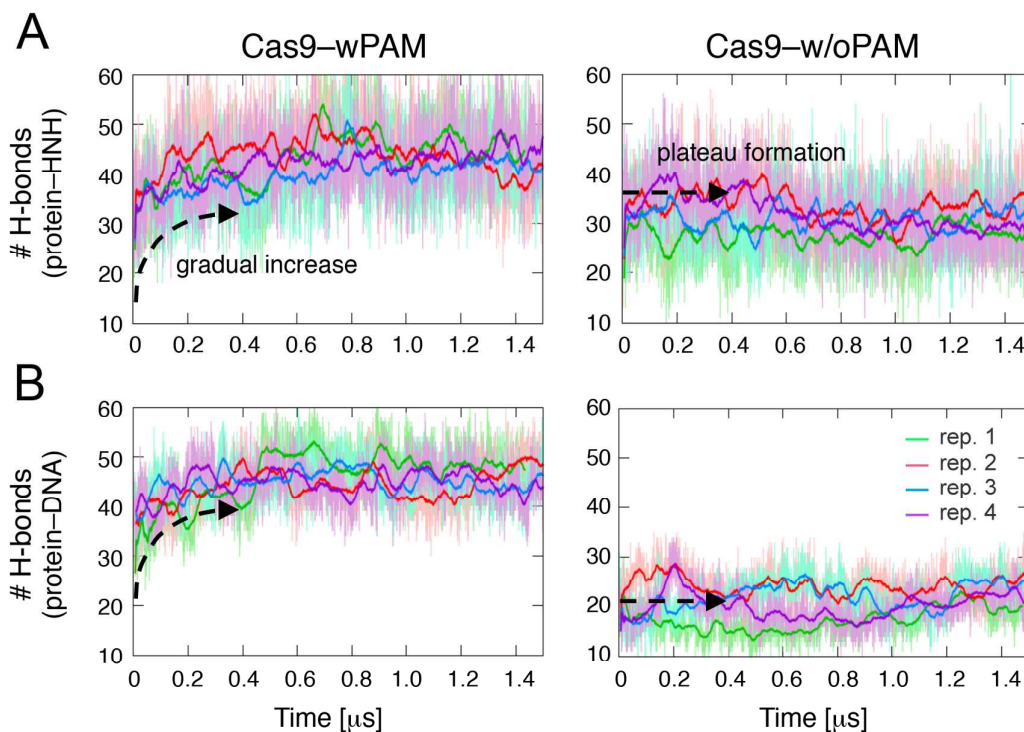 A
Cas9–wPAM
Cas9–w/oPAM
# H-bonds
(protein–HNH)
60
50
40
30
20
10
gradual increase
0 0.2 0.4 0.6 0.8 1.0 1.2 1.4
60
50
40
30
20
10
plateau formation
0 0.2 0.4 0.6 0.8 1.0 1.2 1.4
B
# H-bonds
(protein–DNA)
60
50
40
30
20
10
0 0.2 0.4 0.6 0.8 1.0 1.2 1.4
Time [μs]
60
50
40
30
20
10
rep. 1
rep. 2
rep. 3
rep. 4
0 0.2 0.4 0.6 0.8 1.0 1.2 1.4
Time [μs]